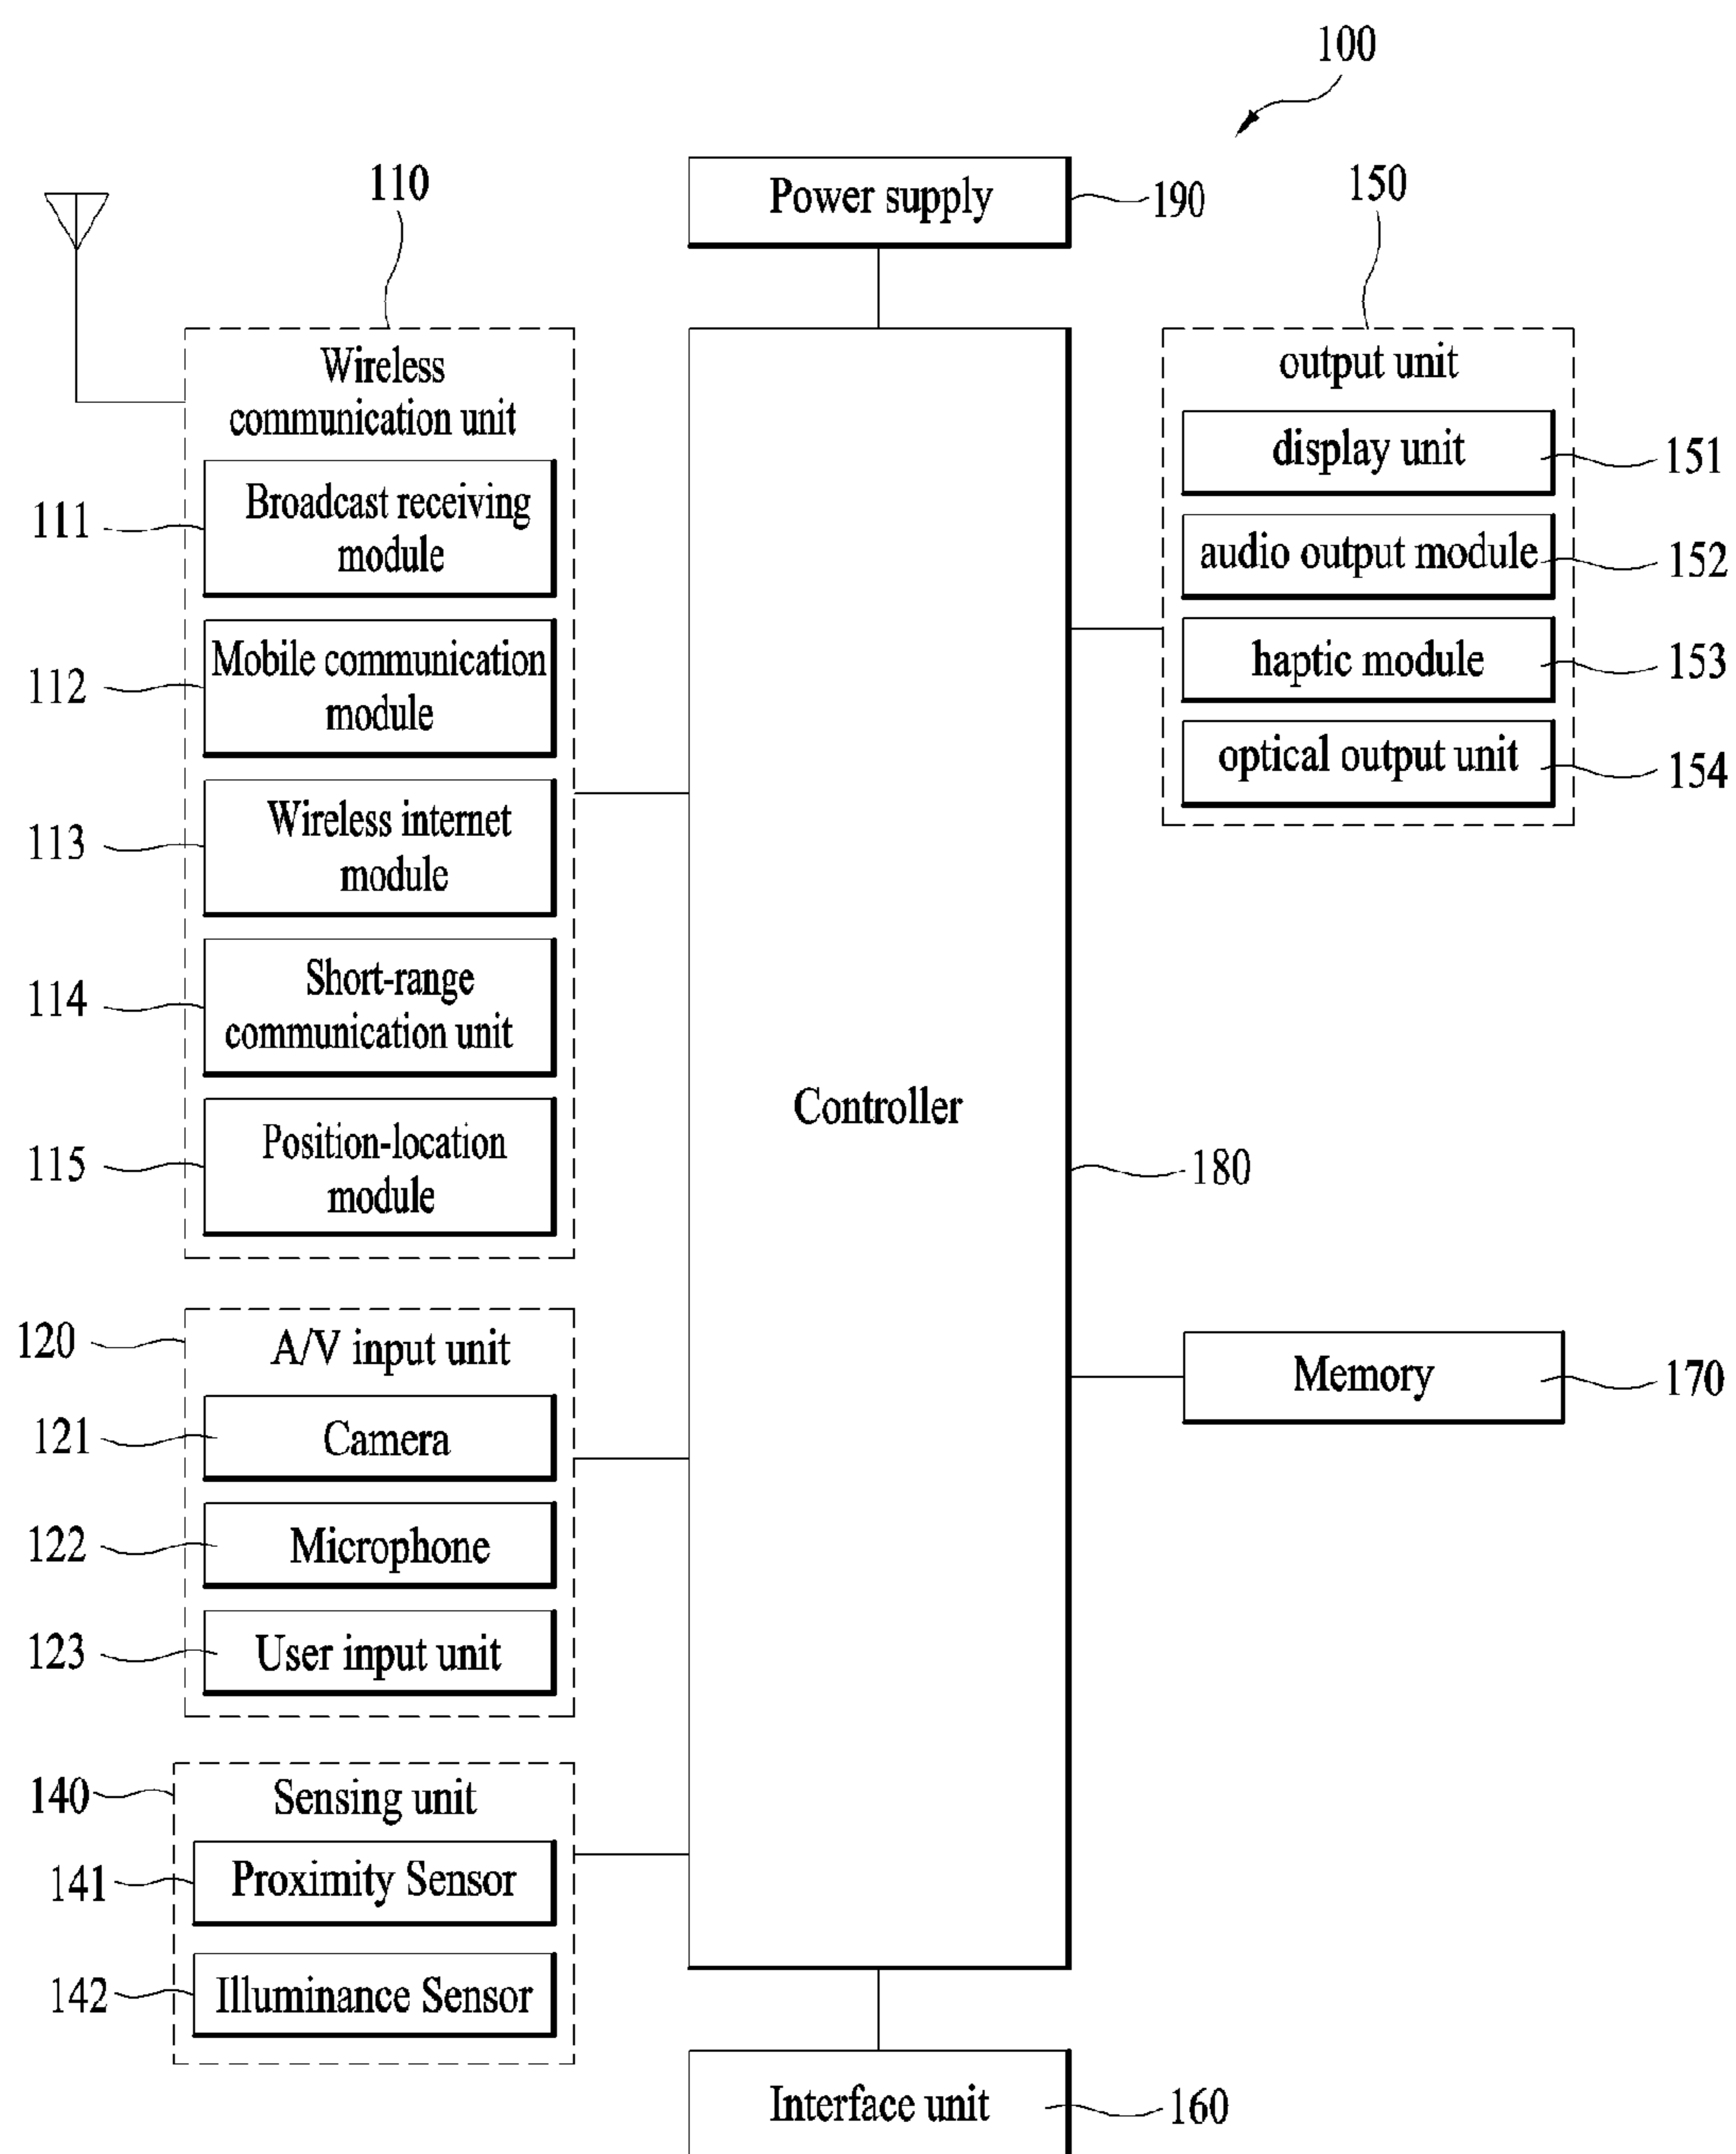 100
110
Power supply
190
150
Wireless
communication unit
output unit
111
Broadcast receiving
module
display unit
151
audio output module
152
112
Mobile communication
module
haptic module
153
optical output unit
154
113
Wireless internet
module
114
Short-range
communication unit
Controller
115
Position-location
module
180
120
A/V input unit
Memory
170
121
Camera
122
Microphone
123
User input unit
140
Sensing unit
141
Proximity Sensor
142
Illuminance Sensor
Interface unit
160